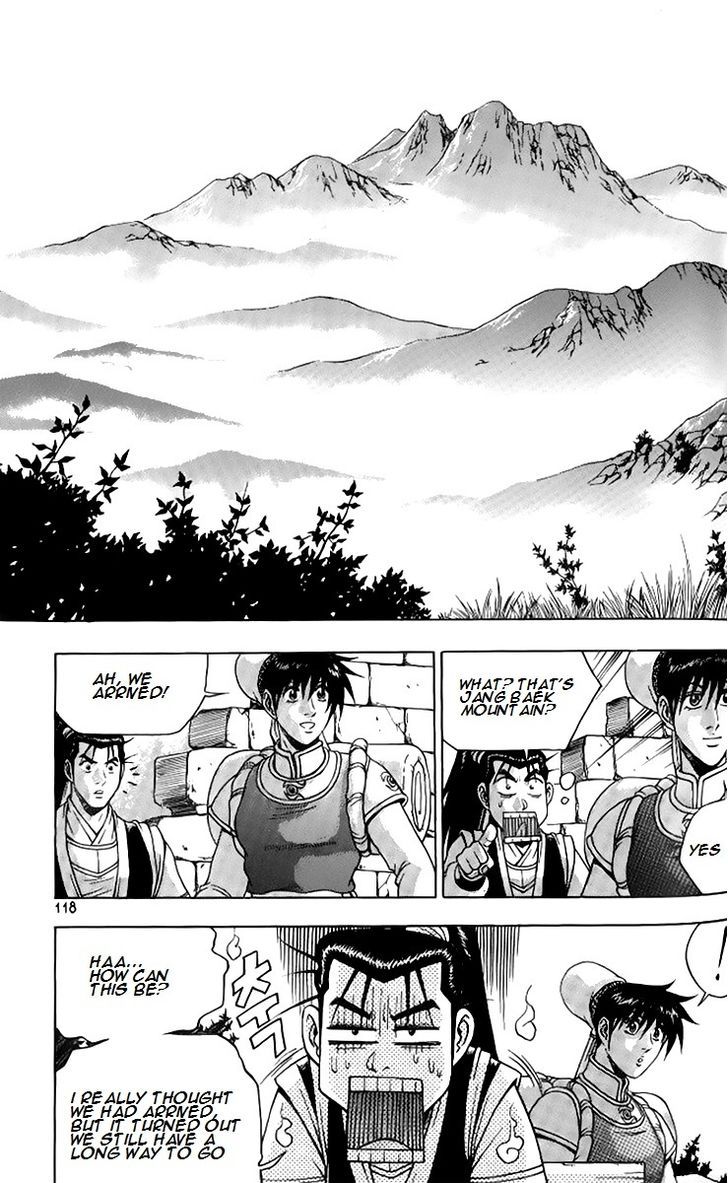 AH, WE
ARRIVED!
WHAT? THAT'S
JANG BAEK
MOUNTAIN?
YES
118
HAA...
HOW CAN
THIS BE?
!
I REALLY THOUGHT
WE HAD ARRIVED,
BUT IT TURNED OUT
WE STILL HAVE A
LONG WAY TO GO